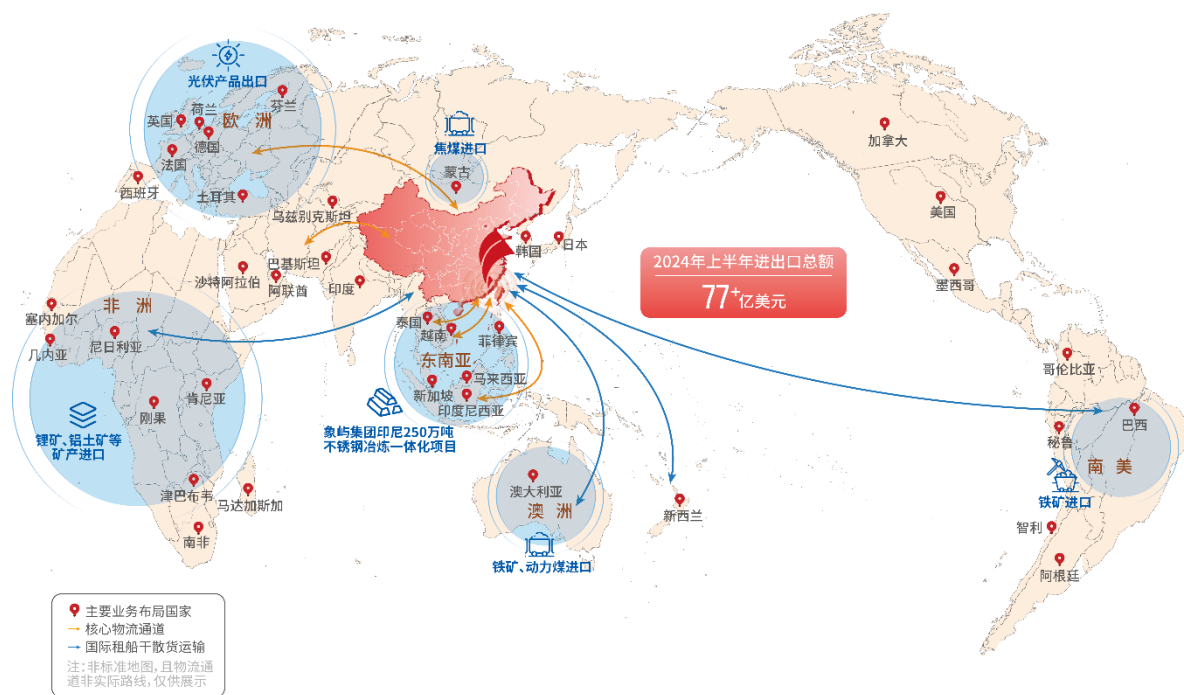 光伏产品出口
芬兰
荷兰
英国
欧 洲
德国
法国
西班牙
土耳其
焦煤进口
蒙古
乌兹别克斯坦
巴基斯坦
沙特阿拉伯
阿联酋
印度
韩国
日本
2024年上半年进出口总额
77+亿美元
加拿大
美国
墨西哥
非 洲
塞内加尔
几内亚
尼日利亚
肯尼亚
刚果
锂矿、铝土矿等
矿产进口
津巴布韦
马达加斯加
南非
泰国
越南
菲律宾
东南亚
马来西亚
新加坡
印度尼西亚
象屿集团印尼250万吨
不锈钢冶炼一体化项目
澳大利亚
澳 洲
铁矿、动力煤进口
新西兰
哥伦比亚
巴西
秘鲁
南 美
铁矿进口
智利
阿根廷
主要业务布局国家
核心物流通道
国际租船干散货运输
注:非标准地图,且物流通
道非实际路线,仅供展示